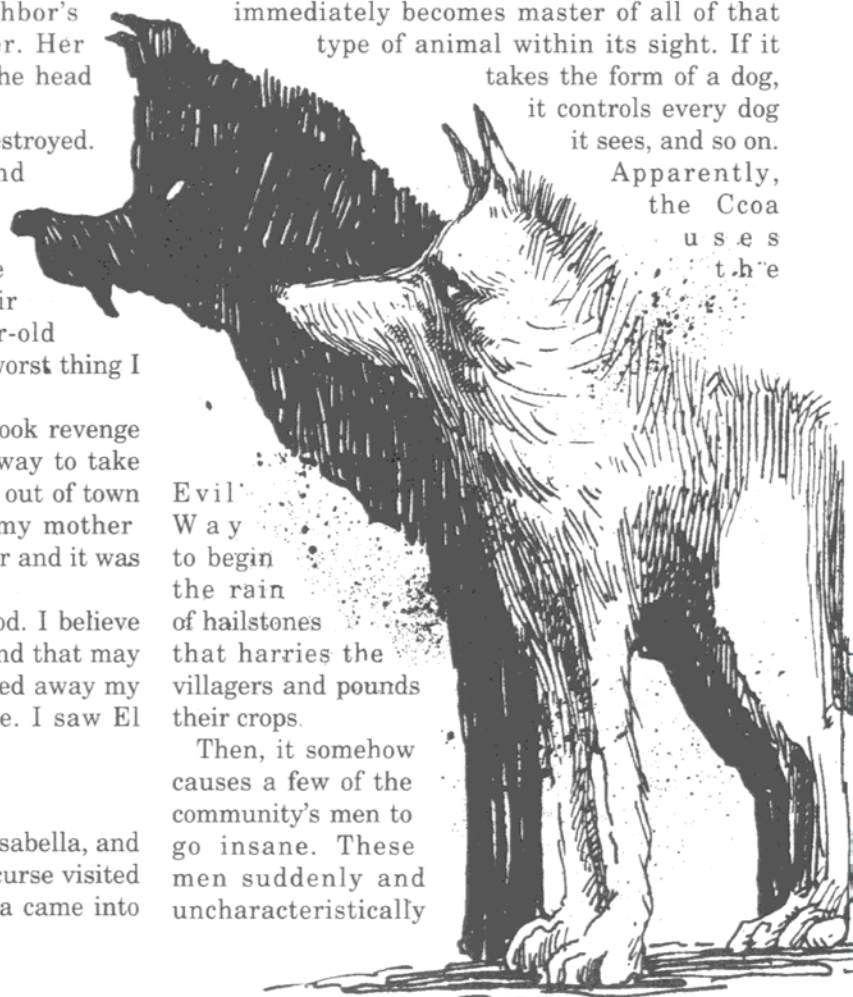 hbor's
r. Her
he head
estroyed.
nd
e
ir
r-old
worst thing I
ook revenge
way to take
out of town
my mother
r and it was
od. I believe
nd that may
ed away my
e. I saw El
sabella, and
curse visited
a came into
immediately becomes master of all of that
type of animal within its sight. If it
takes the form of a dog,
it controls every dog
it sees, and so on.
Apparently,
the Ccoa
uses
the
Evil
Way
to begin
the rain
of hailstones
that harries the
villagers and pounds
their crops.
Then, it somehow
causes a few of the
community's men to
go insane. These
men suddenly and
uncharacteristically